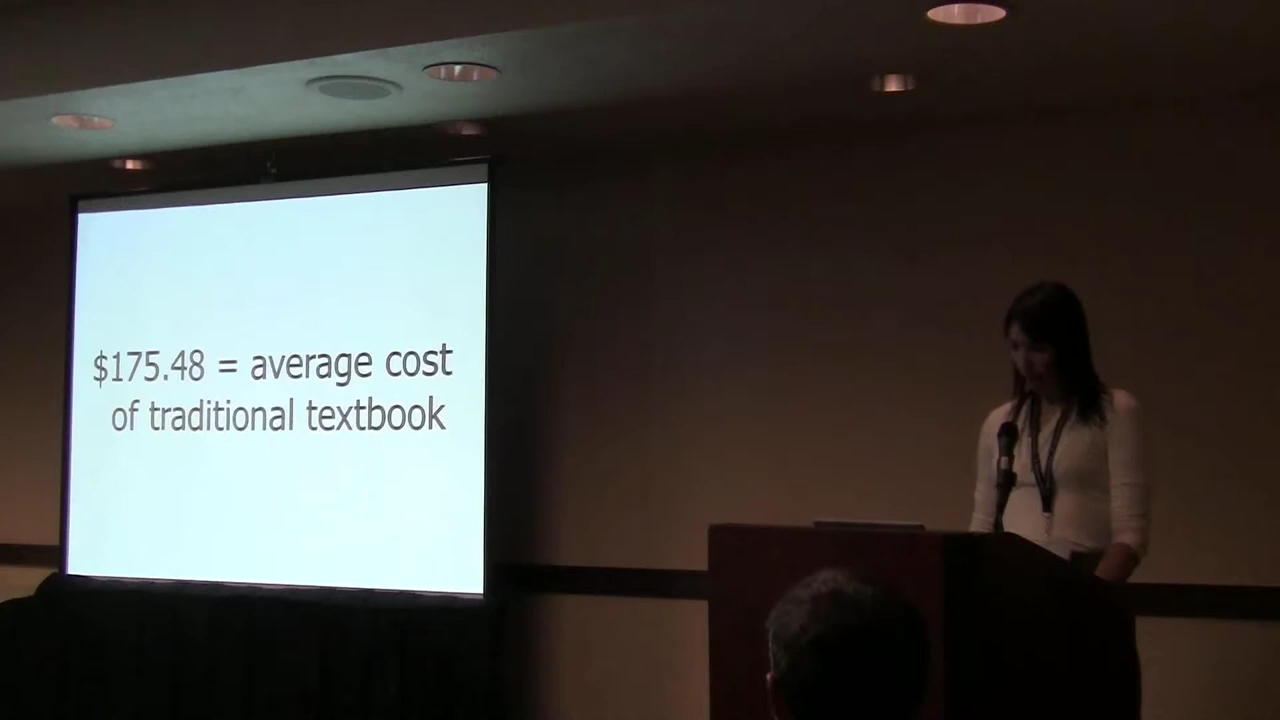 $175.48 = average cost
of traditional textbook